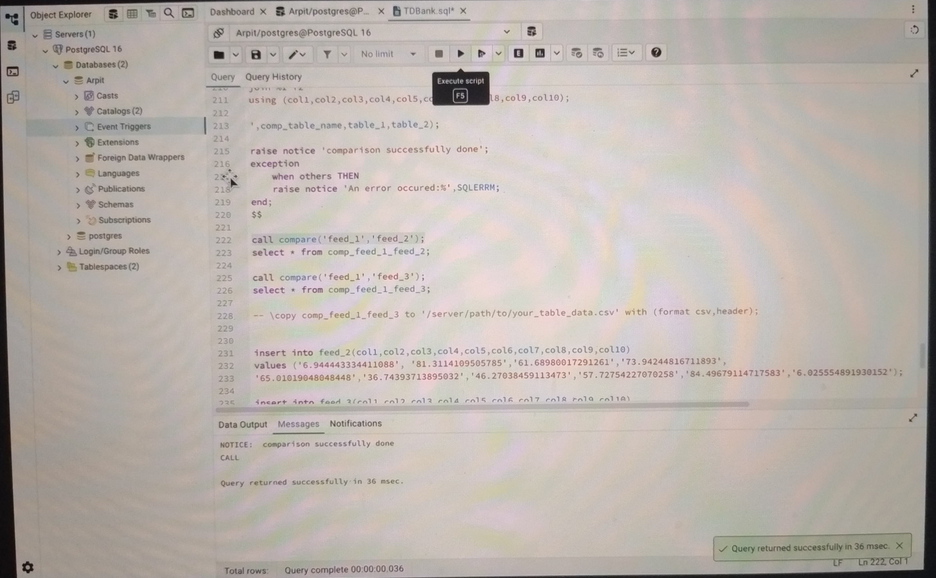 Object Explorer
Dashboard ×
Arpit/postgres@P... ×
TDBank.sql* ×
Servers (1)
PostgreSQL 16
Databases (2)
Arpit
Casts
Catalogs (2)
Event Triggers
Extensions
Foreign Data Wrappers
Languages
Publications
Schemas
Subscriptions
postgres
Login/Group Roles
Tablespaces (2)
Arpit/postgres@PostgreSQL 16
No limit
Execute script
F5
Query
Query History
211 using (col1,col2,col3,col4,col5,co l8,col9,col10);
212
213 ',comp_table_name,table_1,table_2);
214
215 raise notice 'comparison successfully done';
216 exception
when others THEN
218 raise notice 'An error occured:%',SQLERRM;
219 end;
220 $$
221
222 call compare('feed_1','feed_2');
223 select * from comp_feed_1_feed_2;
224
225 call compare('feed_1','feed_3');
226 select * from comp_feed_1_feed_3;
227
228 -- \copy comp_feed_1_feed_3 to '/server/path/to/your_table_data.csv' with (format csv,header);
229
230
231 insert into feed_2(col1,col2,col3,col4,col5,col6,col7,col8,col9,col10)
232 values ('6.944443334411088', '81.3114109505785','61.68980017291261','73.94244816711893',
233 '65.01019048048448','36.74393713895032','46.27038459113473','57.72754227070258','84.49679114717583','6.025554891930152');
234
235 insert into feed_3(col1,col2,col3,col4,col5,col6,col7,col8,col9,col10)
Data Output
Messages
Notifications
NOTICE: comparison successfully done
CALL
Query returned successfully in 36 msec.
Query returned successfully in 36 msec. ×
Total rows:
Query complete 00:00:00.036
LF
Ln 222, Col 1